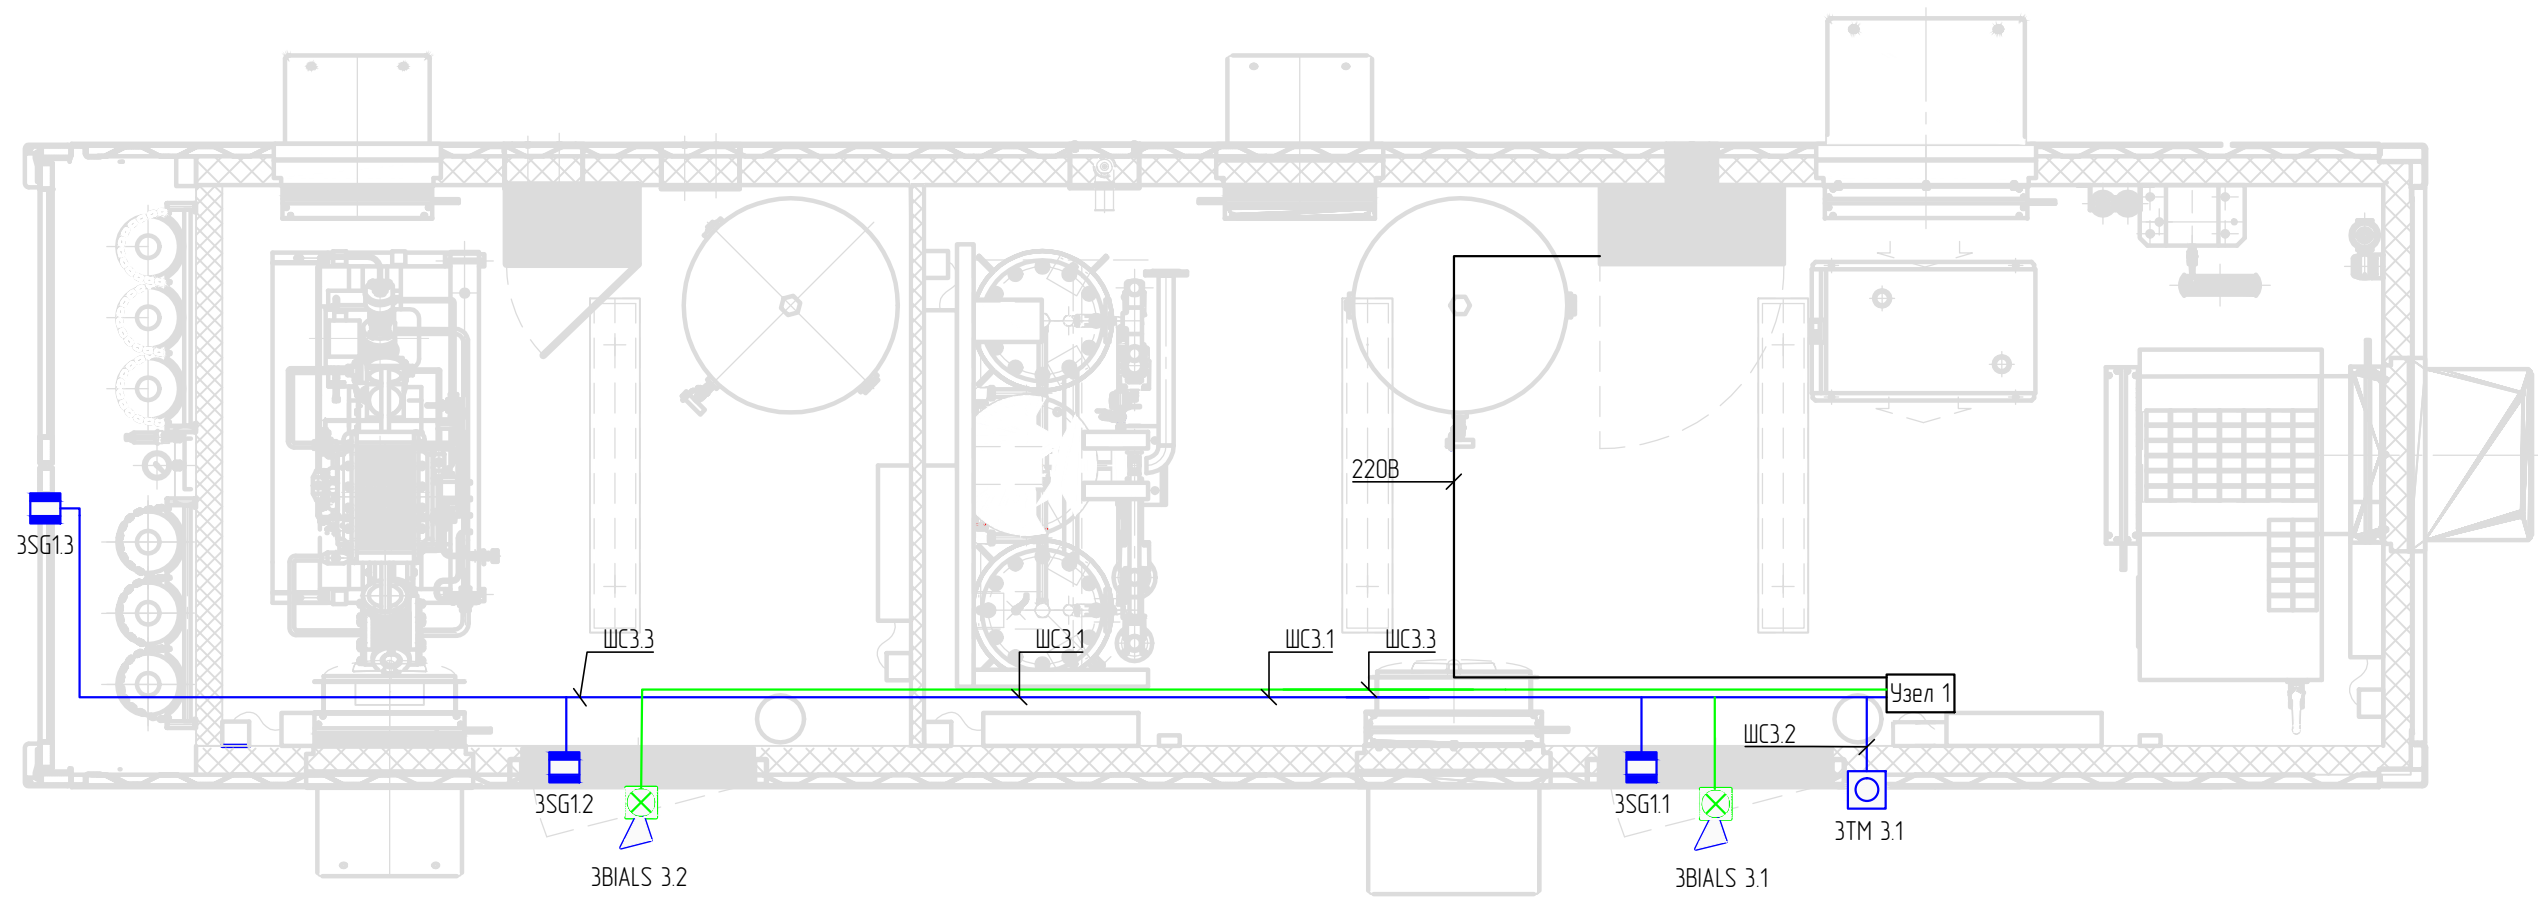 220В
3SG1.3
ШС3.3
ШС3.1
ШС3.1
ШС3.3
Узел 1
ШС3.2
3SG1.2
3SG1.1
3ТМ 3.1
3BIALS 3.2
3BIALS 3.1